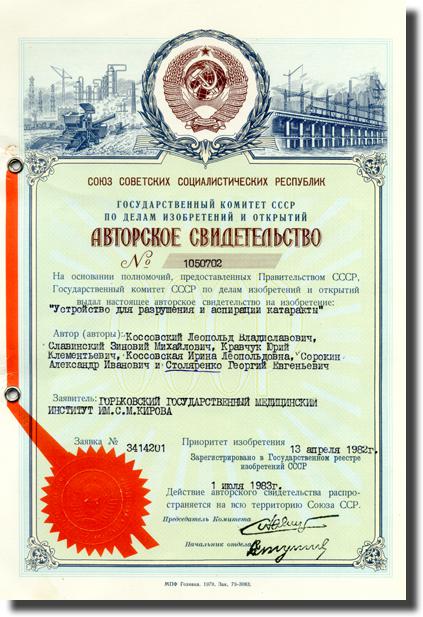 СОЮЗ СОВЕТСКИХ СОЦИАЛИСТИЧЕСКИХ РЕСПУБЛИК
ГОСУДАРСТВЕННЫЙ КОМИТЕТ СССР
ПО ДЕЛАМ ИЗОБРЕТЕНИЙ И ОТКРЫТИЙ
АВТОРСКОЕ СВИДЕТЕЛЬСТВО
№ 1050702
На основании полномочий, предоставленных Правительством СССР,
Государственный комитет СССР по делам изобретений и открытий
выдал настоящее авторское свидетельство на изобретение:
"Устройство для разрушения и аспирации катаракты"
Автор (авторы): Коссовский Леопольд Владиславович,
Славинский Зиновий Михайлович, Кравчук Юрий
Клементьевич, Коссовская Ирина Леопольдовна, Сорокин
Александр Иванович и Столяренко Георгий Евгеньевич
Заявитель: ГОРЬКОВСКИЙ ГОСУДАРСТВЕННЫЙ МЕДИЦИНСКИЙ
ИНСТИТУТ ИМ.С.М.КИРОВА
Заявка № 3414201 Приоритет изобретения 13 апреля 1982г.
Зарегистрировано в Государственном реестре
изобретений СССР
1 июля 1983г.
Действие авторского свидетельства распро-
страняется на всю территорию Союза ССР.
Председатель Комитета
Начальник отдела
МПФ Гознака. 1979. Зак. 79-3083.